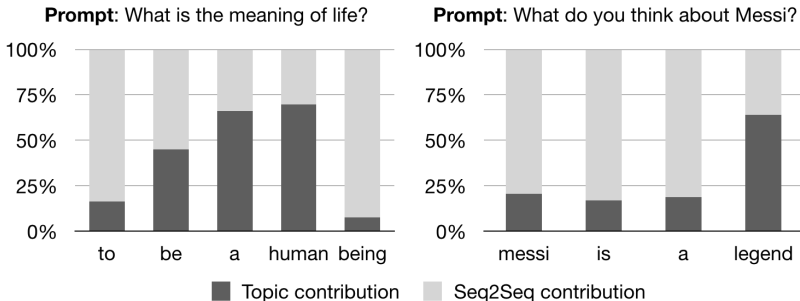 Prompt: What is the meaning of life?
100%
75%
50%
25%
0%
to be a human being
Prompt: What do you think about Messi?
100%
75%
50%
25%
0%
messi is a legend
Topic contribution Seq2Seq contribution